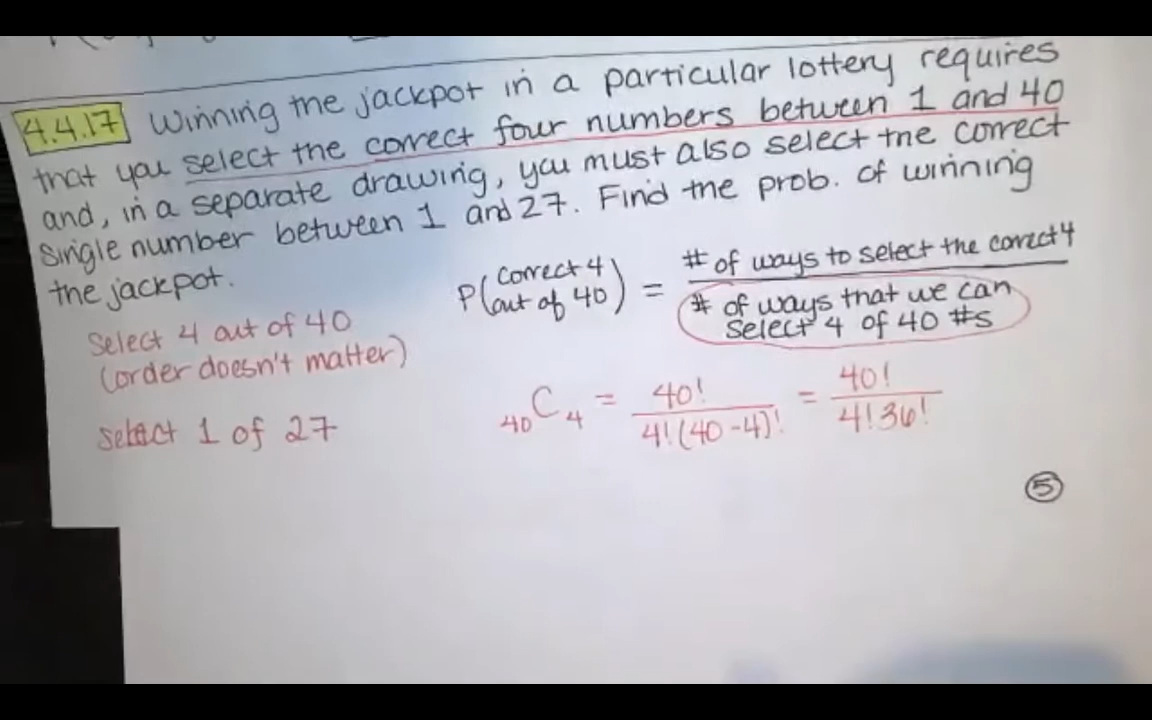 4.4.17 Winning the jackpot in a particular lottery requires
that you select the correct four numbers between 1 and 40
and, in a separate drawing, you must also select the correct
single number between 1 and 27. Find the prob. of winning
the jackpot.
P(correct 4 out of 40) = # of ways to select the correct 4
# of ways that we can
select 4 of 40 #s
Select 4 out of 40
(order doesn't matter)
select 1 of 27
40C4 = 40! / 4!(40-4)! = 40! / 4!36!
5